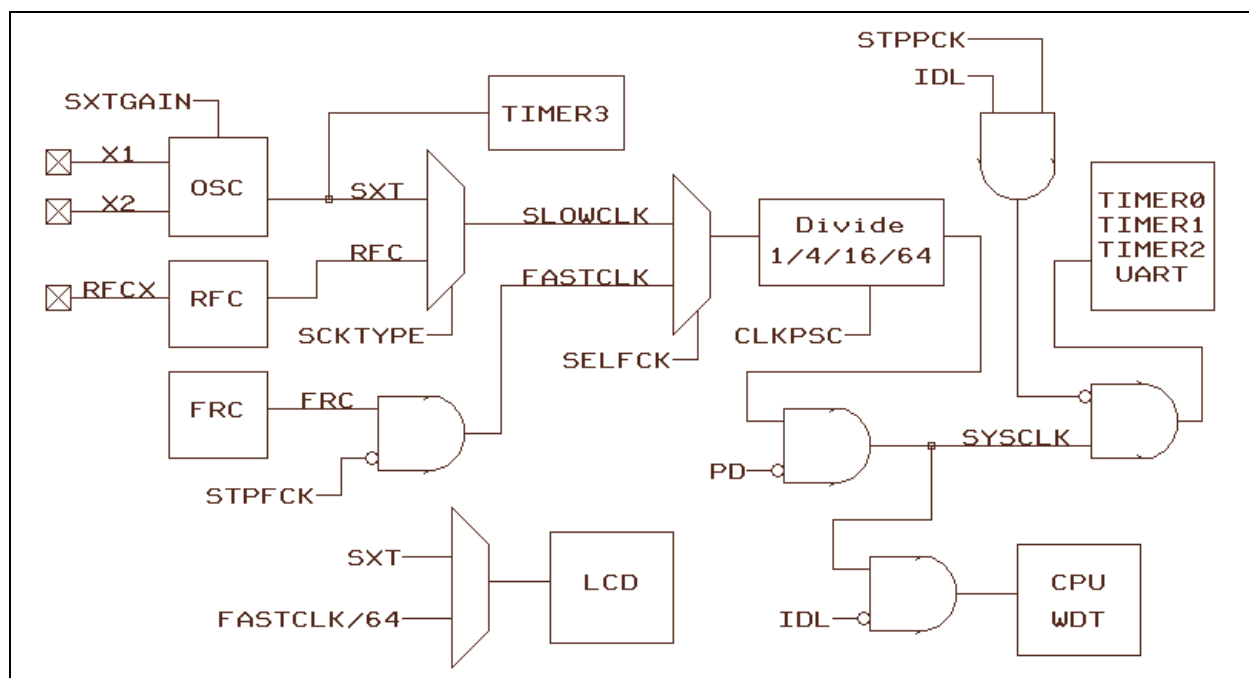 STPPCK
IDL
SXTGAIN
TIMER3
X1
OSC
X2
SXT
SLOWCLK
Divide
1/4/16/64
TIMER0
TIMER1
TIMER2
UART
RFC
FASTCLK
RFCX
RFC
SCKTYPE
CLKPSC
SELFCK
FRC
FRC
SYSCLK
PD
STPFCK
SXT
LCD
CPU
WDT
FASTCLK/64
IDL